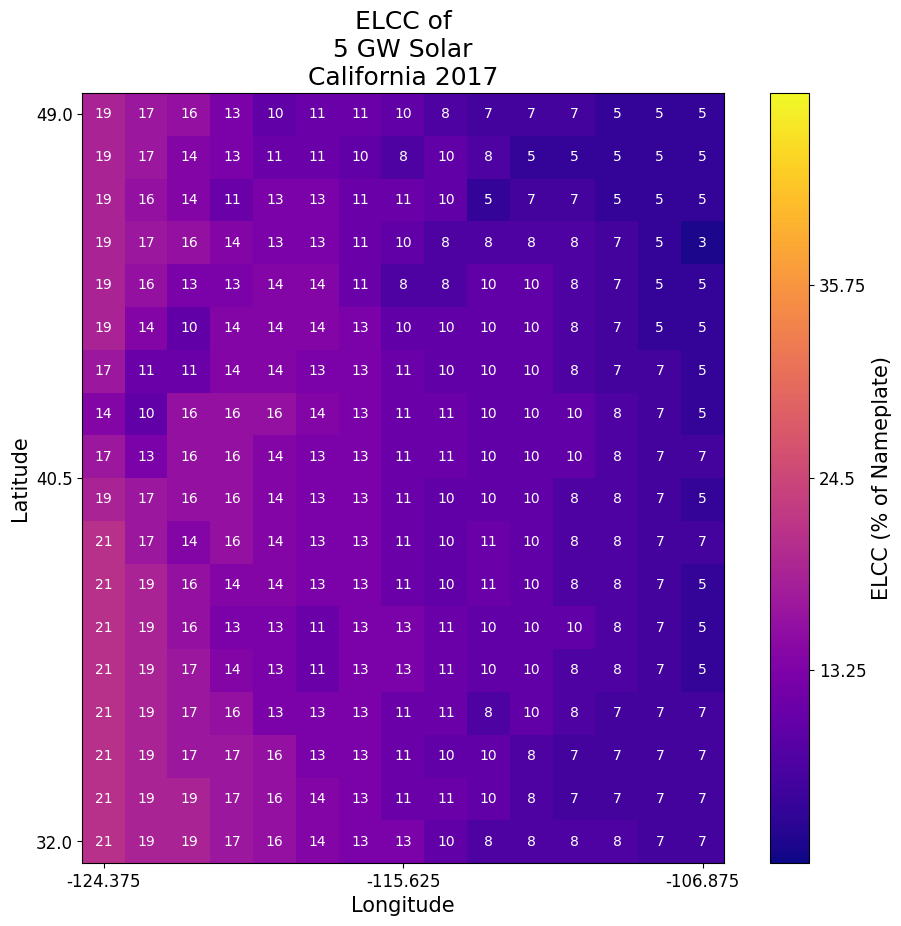 ELCC of
5 GW Solar
California 2017
49.0 19 17 16 13 10 11 11 10 8 7 7 7 5 5 5
19 17 14 13 11 11 10 8 10 8 5 5 5 5 5
19 16 14 11 13 13 11 11 10 5 7 7 5 5 5
19 17 16 14 13 13 11 10 8 8 8 8 7 5 3
19 16 13 13 14 14 11 8 8 10 10 8 7 5 5 35.75
19 14 10 14 14 14 13 10 10 10 10 8 7 5 5
17 11 11 14 14 13 13 11 10 10 10 8 7 7 5
14 10 16 16 16 14 13 11 11 10 10 10 8 7 5
17 13 16 16 14 13 13 11 11 10 10 10 8 7 7
40.5 24.5
19 17 16 16 14 13 13 11 10 10 10 8 8 7 5
21 17 14 16 14 13 13 11 10 11 10 8 8 7 7
21 19 16 14 14 13 13 11 10 11 10 8 8 7 5
21 19 16 13 13 11 13 13 11 10 10 10 8 7 5
21 19 17 14 13 11 13 13 11 10 10 8 8 7 5 13.25
21 19 17 16 13 13 13 11 11 8 10 8 7 7 7
21 19 17 17 16 13 13 11 10 10 8 7 7 7 7
21 19 19 17 16 14 13 11 11 10 8 7 7 7 7
32.0 21 19 19 17 16 14 13 13 10 8 8 8 8 7 7
-124.375 -115.625 -106.875
Longitude
Latitude
ELCC (% of Nameplate)